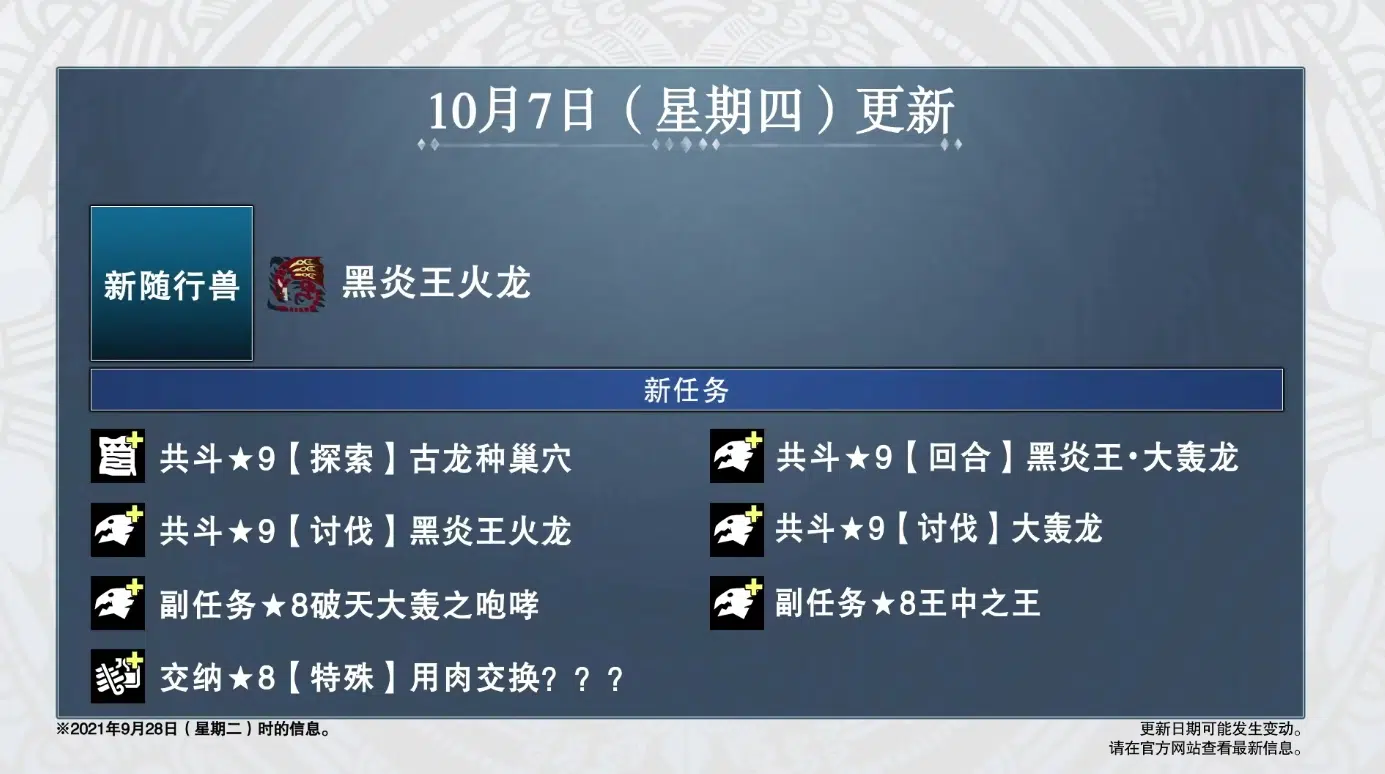 10月7日（星期四）更新
新随行兽
黑炎王火龙
新任务
共斗★9【探索】古龙种巢穴
共斗★9【回合】黑炎王·大轰龙
共斗★9【讨伐】黑炎王火龙
共斗★9【讨伐】大轰龙
副任务★8破天大轰之咆哮
副任务★8王中之王
交纳★8【特殊】用肉交换？？？
※2021年9月28日（星期二）时的信息。
更新日期可能发生变动。
请在官方网站查看最新信息。